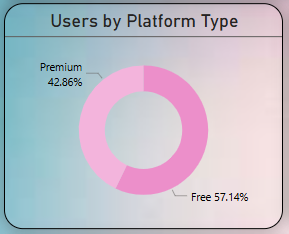 Users by Platform Type
Premium
42.86%
Free 57.14%